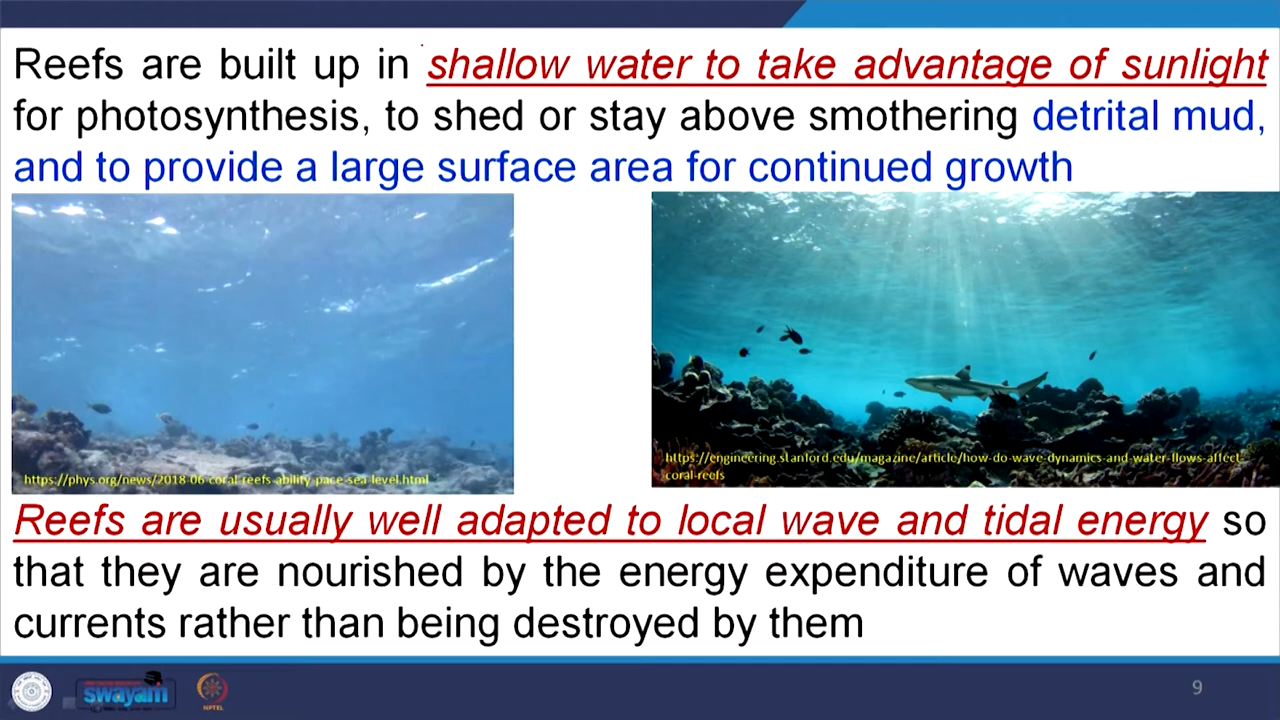 Reefs are built up in shallow water to take advantage of sunlight
for photosynthesis, to shed or stay above smothering detrital mud,
and to provide a large surface area for continued growth
https://phys.org/news/2018-06-coral-reefs-ability-pace-sea-level.html
https://engineering.stanford.edu/magazine/article/how-do-wave-dynamics-and-water-flows-affect-
coral-reefs
Reefs are usually well adapted to local wave and tidal energy so
that they are nourished by the energy expenditure of waves and
currents rather than being destroyed by them
swayam
NPTEL
9